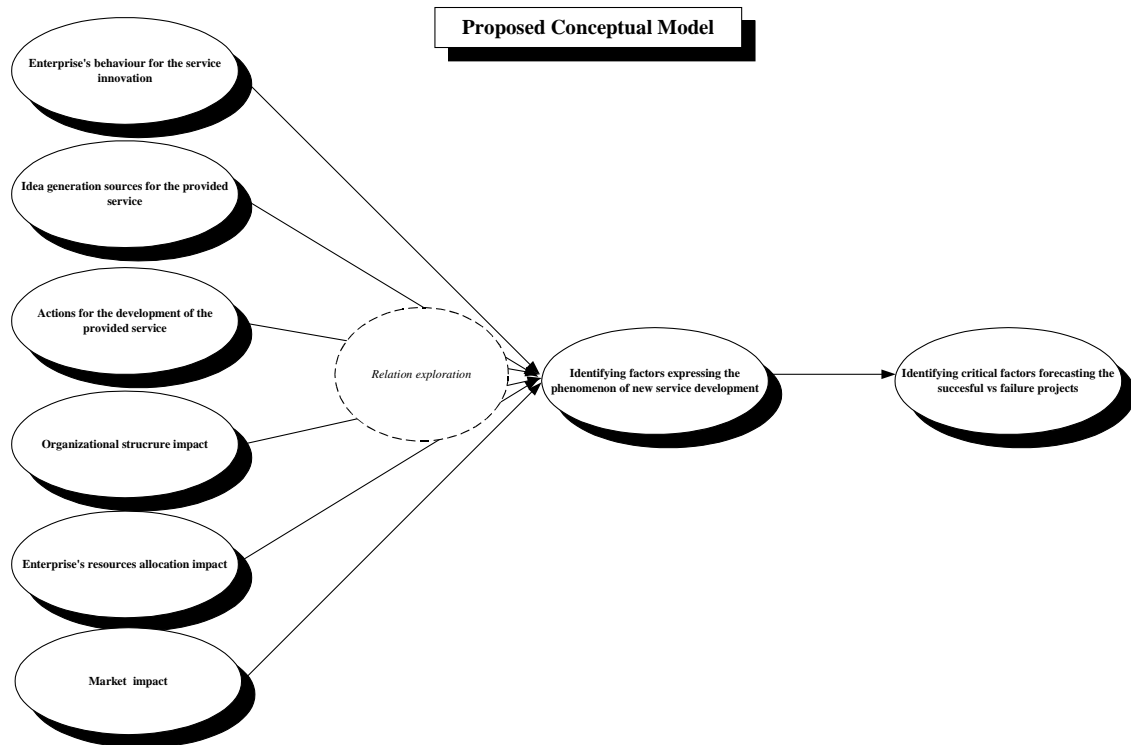 Proposed Conceptual Model
Enterprise's behaviour for the service
innovation
Idea generation sources for the provided
service
Actions for the development of the
provided service
Relation exploration
Identifying factors expressing the
phenomenon of new service development
Identifying critical factors forecasting the
succesful vs failure projects
Organizational strucrure impact
Enterprise's resources allocation impact
Market impact